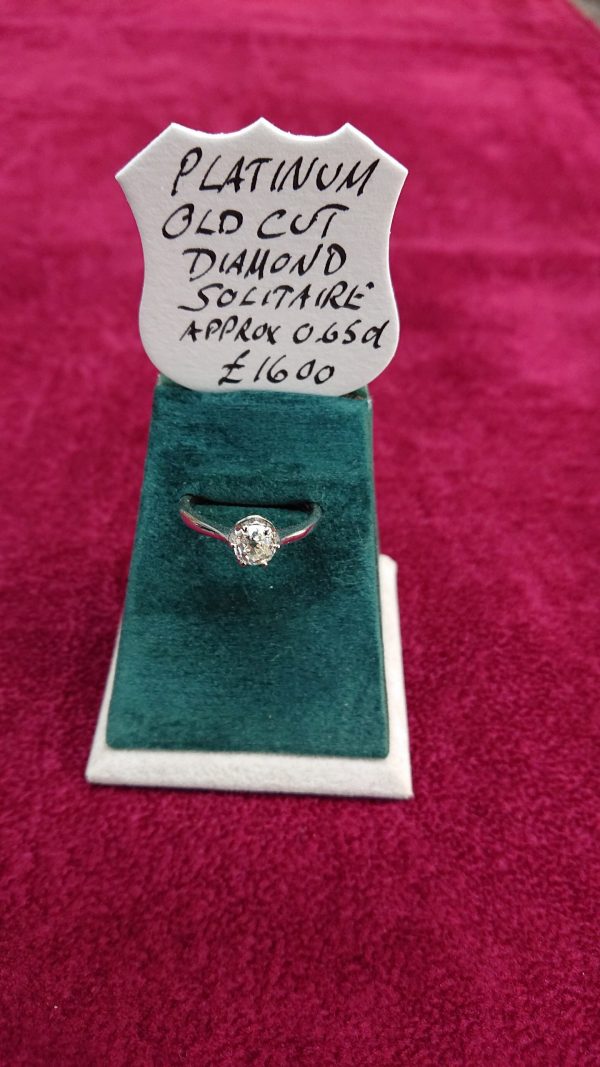 PLATINUM
OLD CUT
DIAMOND
SOLITAIRE
APPROX 0.65ct
£1600